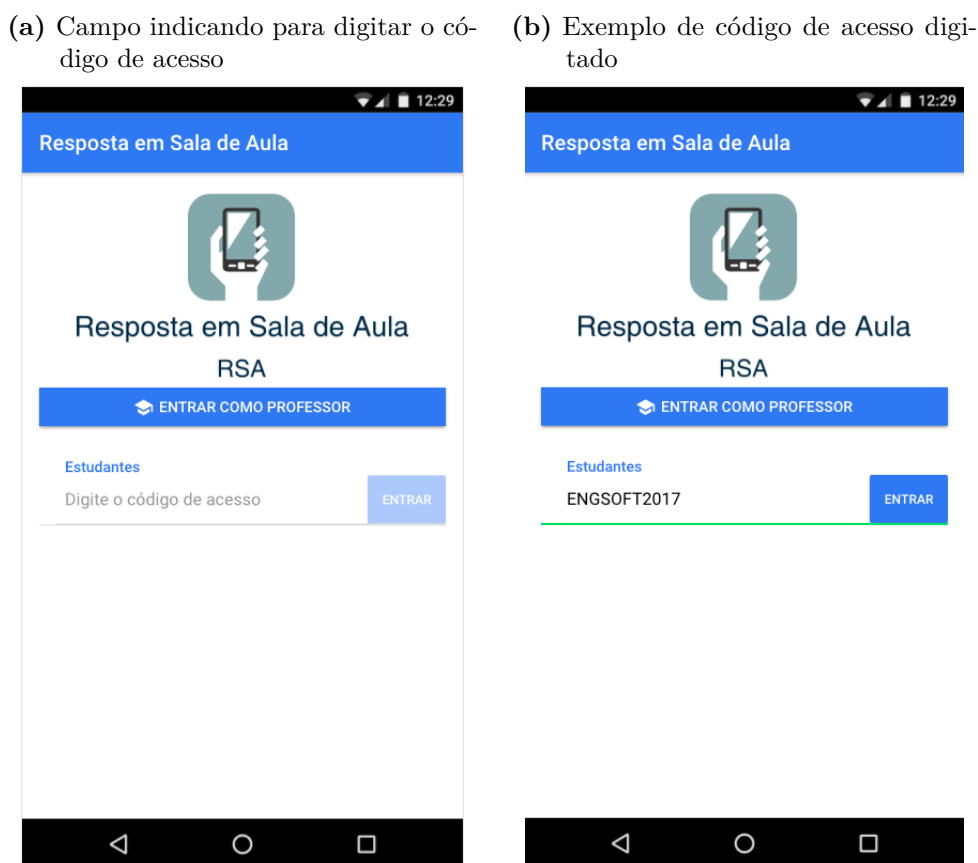 (a) Campo indicando para digitar o có-
digo de acesso
12:29
Resposta em Sala de Aula
Resposta em Sala de Aula
RSA
ENTRAR COMO PROFESSOR
Estudantes
Digite o código de acesso
ENTRAR
(b) Exemplo de código de acesso digi-
tado
12:29
Resposta em Sala de Aula
Resposta em Sala de Aula
RSA
ENTRAR COMO PROFESSOR
Estudantes
ENGSOFT2017
ENTRAR